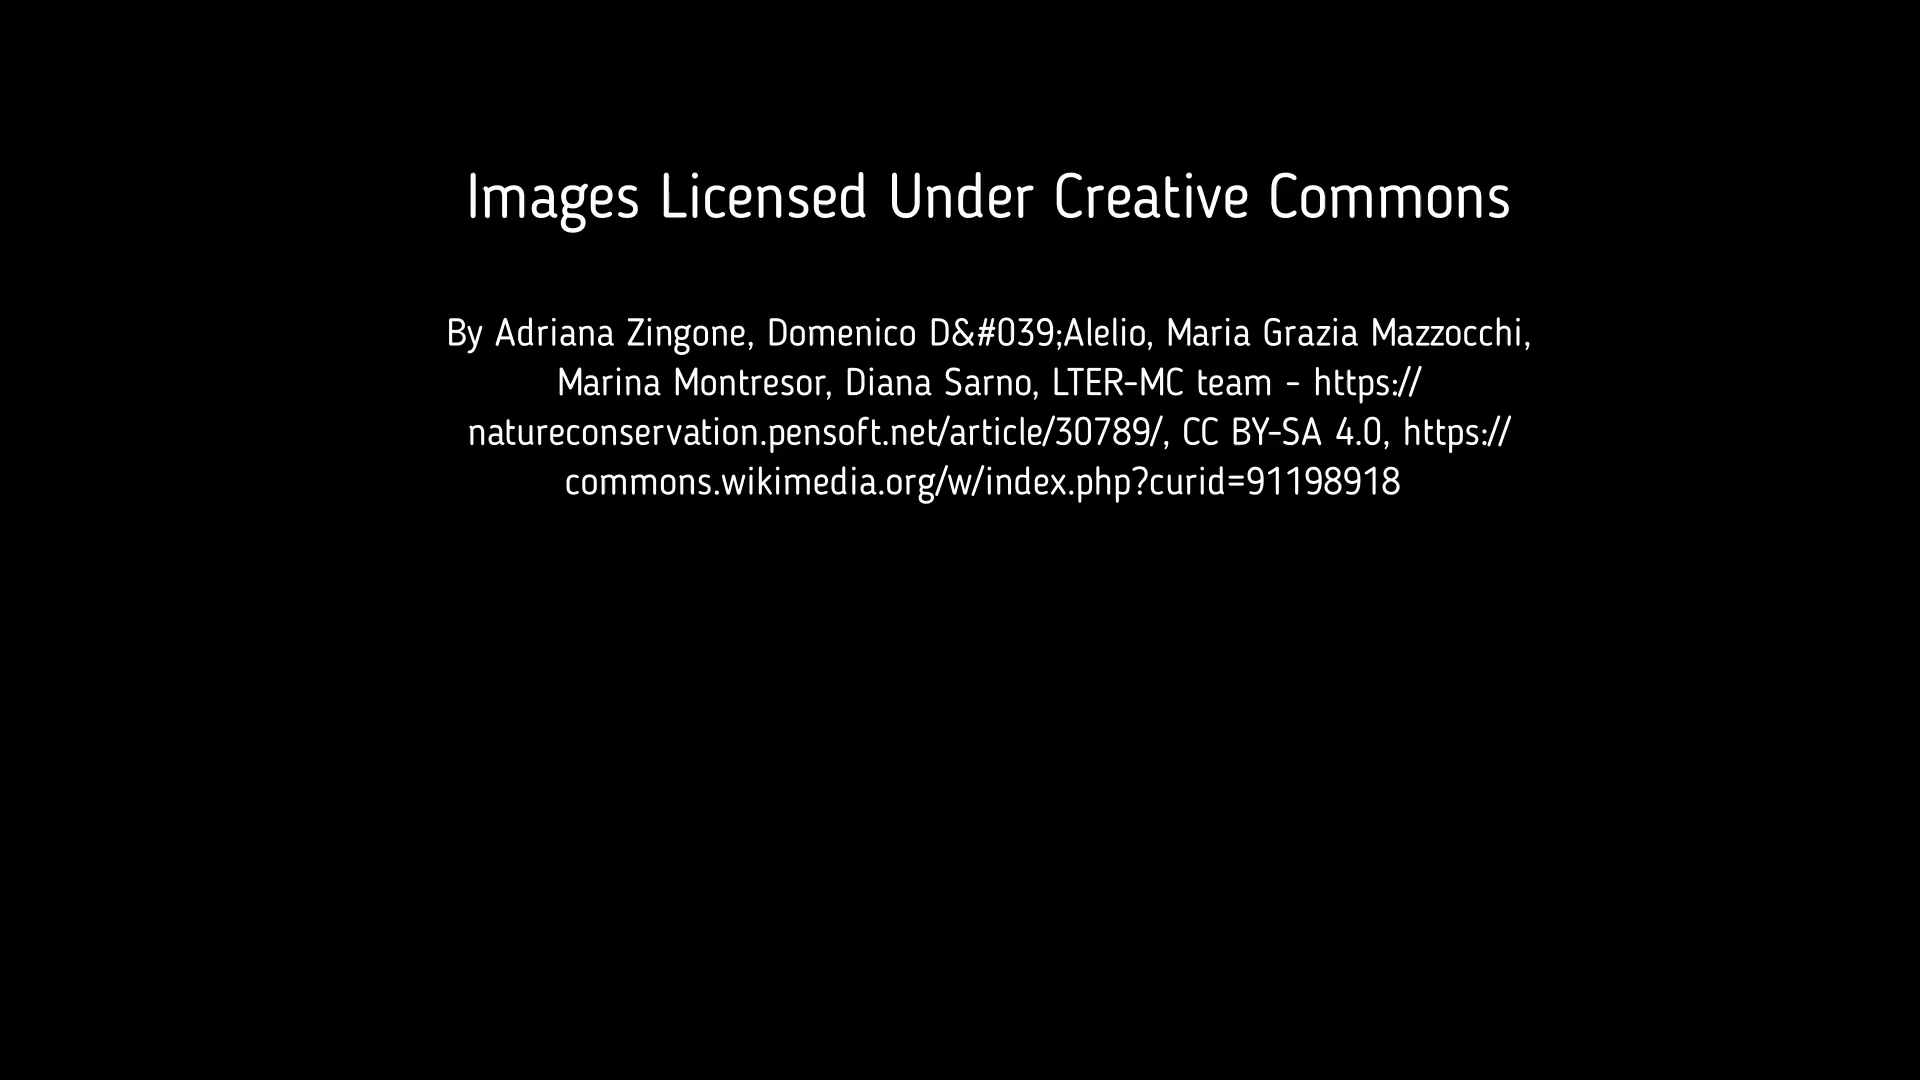 Images Licensed Under Creative Commons
By Adriana Zingone, Domenico D&#039;Alelio, Maria Grazia Mazzocchi,
Marina Montresor, Diana Sarno, LTER-MC team - https://
natureconservation.pensoft.net/article/30789/, CC BY-SA 4.0, https://
commons.wikimedia.org/w/index.php?curid=91198918